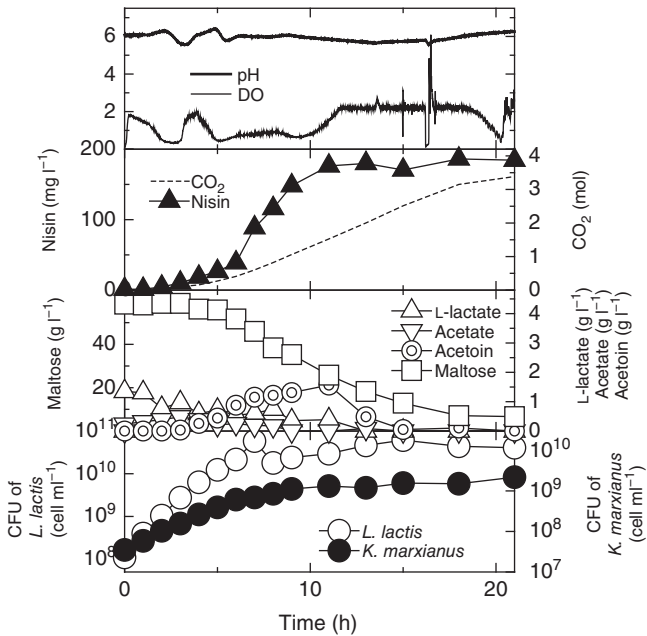 6
4
2
pH
DO
200
100
0
Nisin (mg l⁻¹)
CO₂
Nisin
4
3
2
1
0
CO₂ (mol)
40
20
Maltose (g l⁻¹)
L-lactate
Acetate
Acetoin
Maltose
4
3
2
1
0
L-lactate (g l⁻¹)
Acetate (g l⁻¹)
Acetoin (g l⁻¹)
10¹¹
10¹⁰
10⁹
10⁸
CFU of
L. lactis
(cell ml⁻¹)
L. lactis
K. marxianus
10¹⁰
10⁹
10⁸
10⁷
CFU of
K. marxianus
(cell ml⁻¹)
0
10
20
Time (h)